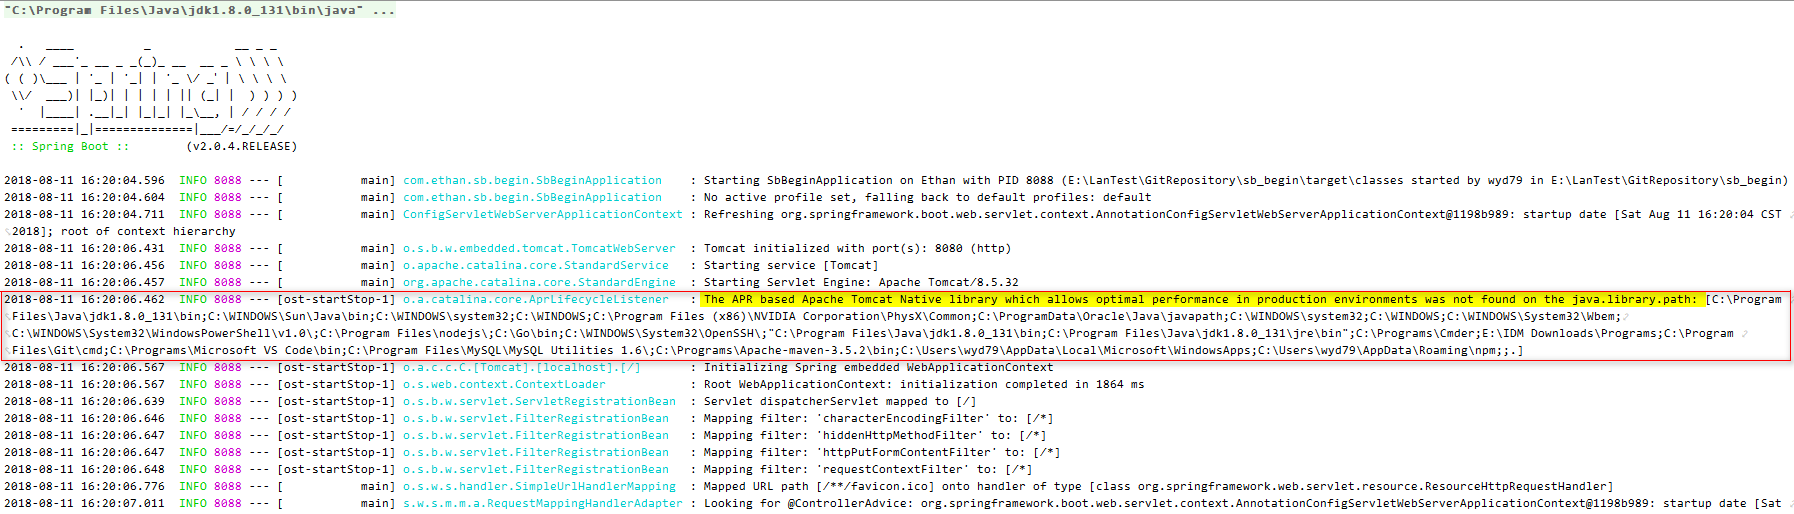 "C:\Program Files\Java\jdk1.8.0_131\bin\java" ...
  .   ____          _            __ _ _
 /\\ / ___'_ __ _ _(_)_ __  __ _ \ \ \ \
( ( )\___ | '_ | '_| | '_ \/ _` | \ \ \ \
 \\/  ___)| |_)| | | | | || (_| |  ) ) ) )
  '  |____| .__|_| |_|_| |_\__, | / / / /
 =========|_|==============|___/=/_/_/_/
 :: Spring Boot ::        (v2.0.4.RELEASE)
2018-08-11 16:20:04.596  INFO 8088 --- [           main] com.ethan.sb.begin.SbBeginApplication    : Starting SbBeginApplication on Ethan with PID 8088 (E:\LanTest\GitRepository\sb_begin\target\classes started by wyd79 in E:\LanTest\GitRepository\sb_begin)
2018-08-11 16:20:04.604  INFO 8088 --- [           main] com.ethan.sb.begin.SbBeginApplication    : No active profile set, falling back to default profiles: default
2018-08-11 16:20:04.711  INFO 8088 --- [           main] ConfigServletWebServerApplicationContext : Refreshing org.springframework.boot.web.servlet.context.AnnotationConfigServletWebServerApplicationContext@1198b989: startup date [Sat Aug 11 16:20:04 CST
2018]; root of context hierarchy
2018-08-11 16:20:06.431  INFO 8088 --- [           main] o.s.b.w.embedded.tomcat.TomcatWebServer  : Tomcat initialized with port(s): 8080 (http)
2018-08-11 16:20:06.456  INFO 8088 --- [           main] o.apache.catalina.core.StandardService   : Starting service [Tomcat]
2018-08-11 16:20:06.457  INFO 8088 --- [           main] org.apache.catalina.core.StandardEngine  : Starting Servlet Engine: Apache Tomcat/8.5.32
2018-08-11 16:20:06.462  INFO 8088 --- [ost-startStop-1] o.a.catalina.core.AprLifecycleListener   : The APR based Apache Tomcat Native library which allows optimal performance in production environments was not found on the java.library.path: [C:\Program
Files\Java\jdk1.8.0_131\bin;C:\WINDOWS\Sun\Java\bin;C:\WINDOWS\system32;C:\WINDOWS;C:\Program Files (x86)\NVIDIA Corporation\PhysX\Common;C:\ProgramData\Oracle\Java\javapath;C:\WINDOWS\system32;C:\WINDOWS;C:\WINDOWS\System32\Wbem;
C:\WINDOWS\System32\WindowsPowerShell\v1.0\;C:\Program Files\nodejs\;C:\Go\bin;C:\WINDOWS\System32\OpenSSH\;"C:\Program Files\Java\jdk1.8.0_131\bin;C:\Program Files\Java\jdk1.8.0_131\jre\bin";C:\Programs\Cmder;E:\IDM Downloads\Programs;C:\Program
Files\Git\cmd;C:\Programs\Microsoft VS Code\bin;C:\Program Files\MySQL\MySQL Utilities 1.6\;C:\Programs\Apache-maven-3.5.2\bin;C:\Users\wyd79\AppData\Local\Microsoft\WindowsApps;C:\Users\wyd79\AppData\Roaming\npm;;.]
2018-08-11 16:20:06.567  INFO 8088 --- [ost-startStop-1] o.a.c.c.C.[Tomcat].[localhost].[/]       : Initializing Spring embedded WebApplicationContext
2018-08-11 16:20:06.567  INFO 8088 --- [ost-startStop-1] o.s.web.context.ContextLoader            : Root WebApplicationContext: initialization completed in 1864 ms
2018-08-11 16:20:06.639  INFO 8088 --- [ost-startStop-1] o.s.b.w.servlet.ServletRegistrationBean  : Servlet dispatcherServlet mapped to [/]
2018-08-11 16:20:06.646  INFO 8088 --- [ost-startStop-1] o.s.b.w.servlet.FilterRegistrationBean   : Mapping filter: 'characterEncodingFilter' to: [/*]
2018-08-11 16:20:06.647  INFO 8088 --- [ost-startStop-1] o.s.b.w.servlet.FilterRegistrationBean   : Mapping filter: 'hiddenHttpMethodFilter' to: [/*]
2018-08-11 16:20:06.647  INFO 8088 --- [ost-startStop-1] o.s.b.w.servlet.FilterRegistrationBean   : Mapping filter: 'httpPutFormContentFilter' to: [/*]
2018-08-11 16:20:06.648  INFO 8088 --- [ost-startStop-1] o.s.b.w.servlet.FilterRegistrationBean   : Mapping filter: 'requestContextFilter' to: [/*]
2018-08-11 16:20:06.776  INFO 8088 --- [           main] o.s.w.s.handler.SimpleUrlHandlerMapping  : Mapped URL path [/**/favicon.ico] onto handler of type [class org.springframework.web.servlet.resource.ResourceHttpRequestHandler]
2018-08-11 16:20:07.011  INFO 8088 --- [           main] s.w.s.m.m.a.RequestMappingHandlerAdapter : Looking for @ControllerAdvice: org.springframework.boot.web.servlet.context.AnnotationConfigServletWebServerApplicationContext@1198b989: startup date [Sat